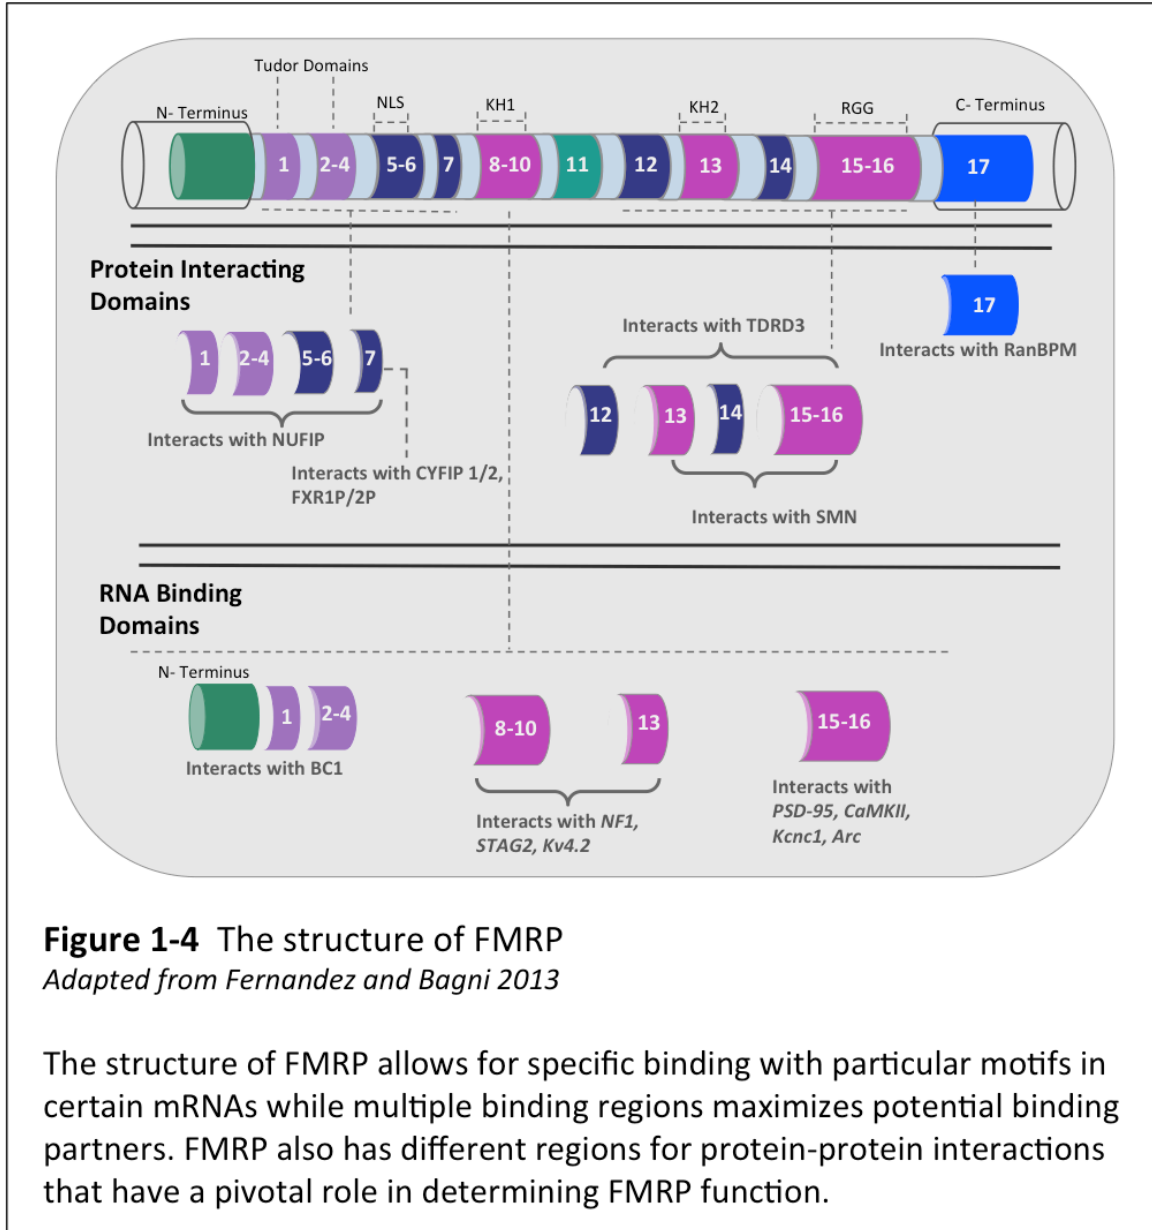 Tudor Domains
N- Terminus
NLS
KH1
KH2
RGG
C- Terminus
1 2-4 5-6 7 8-10 11 12 13 14 15-16 17
Protein Interacting
Domains
1 2-4 5-6 7
Interacts with NUFIP
Interacts with CYFIP 1/2,
FXR1P/2P
Interacts with TDRD3
12 13 14 15-16
Interacts with SMN
17
Interacts with RanBPM
RNA Binding
Domains
N- Terminus
1 2-4
Interacts with BC1
8-10 13
Interacts with NF1,
STAG2, Kv4.2
15-16
Interacts with
PSD-95, CaMKII,
Kcnc1, Arc
Figure 1-4 The structure of FMRP
Adapted from Fernandez and Bagni 2013
The structure of FMRP allows for specific binding with particular motifs in
certain mRNAs while multiple binding regions maximizes potential binding
partners. FMRP also has different regions for protein-protein interactions
that have a pivotal role in determining FMRP function.